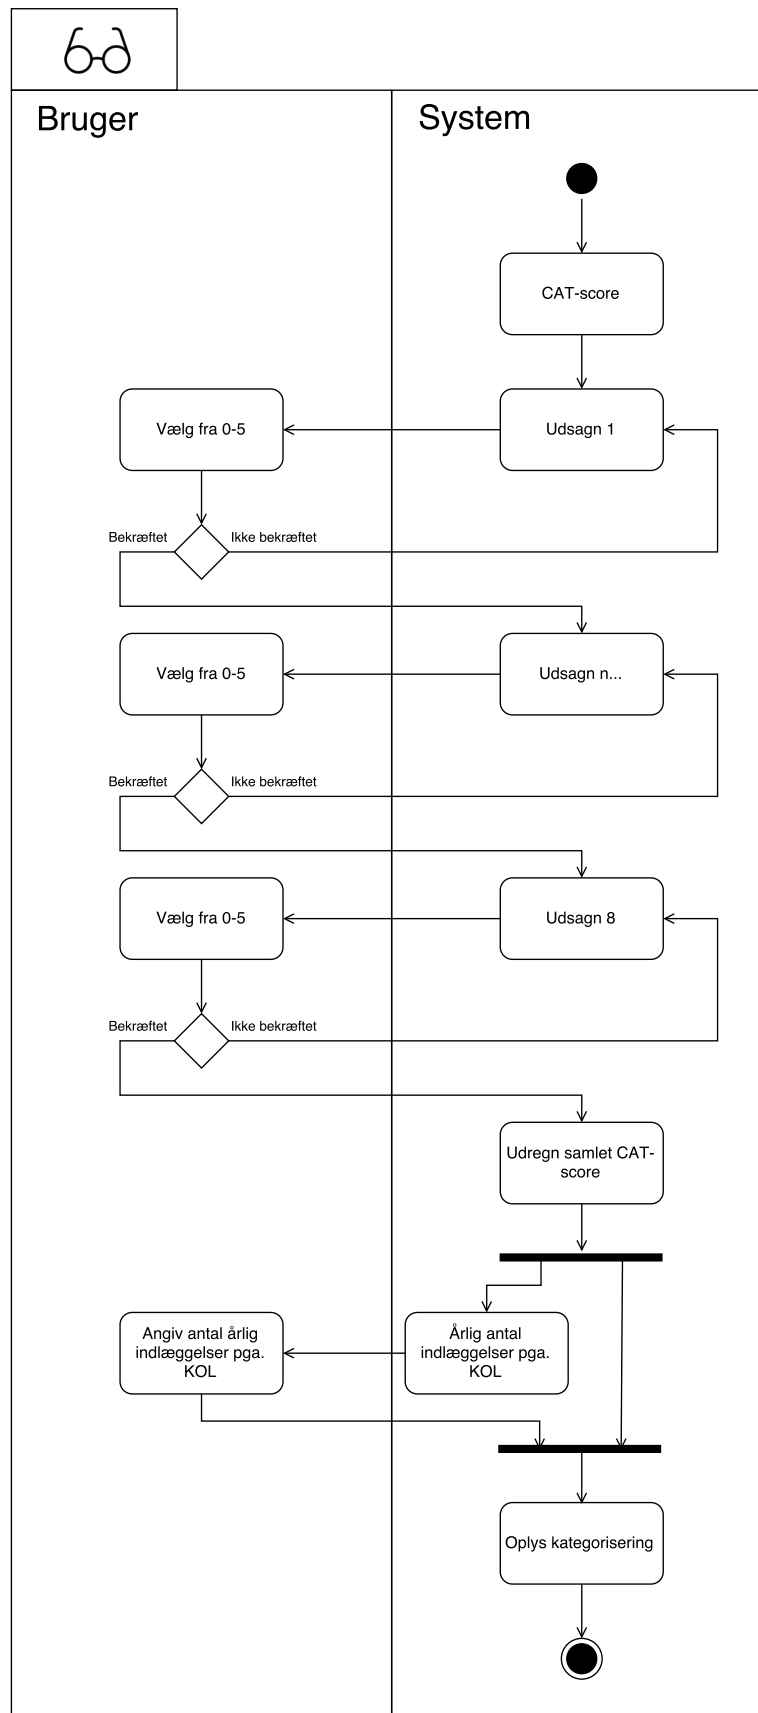 Bruger
System
CAT-score
Vælg fra 0-5
Udsagn 1
Bekræftet
Ikke bekræftet
Vælg fra 0-5
Udsagn n...
Bekræftet
Ikke bekræftet
Vælg fra 0-5
Udsagn 8
Bekræftet
Ikke bekræftet
Udregn samlet CAT-
score
Angiv antal årlig
indlæggelser pga.
KOL
Årlig antal
indlæggelser pga.
KOL
Oplys kategorisering